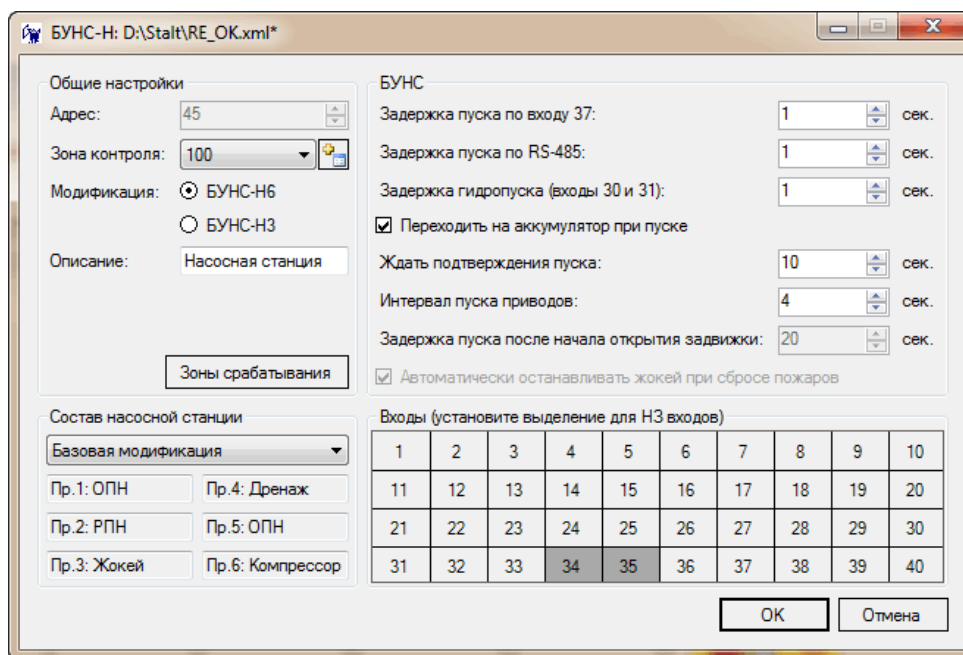 БУНС-Н: D:\Stalt\RE_OK.xml*
Общие настройки
Адрес: 45
Зона контроля: 100
Модификация: БУНС-Н6
БУНС-Н3
Описание: Насосная станция
Зоны срабатывания
БУНС
Задержка пуска по входу 37: 1 сек.
Задержка пуска по RS-485: 1 сек.
Задержка гидропуска (входы 30 и 31): 1 сек.
Переходить на аккумулятор при пуске
Ждать подтверждения пуска: 10 сек.
Интервал пуска приводов: 4 сек.
Задержка пуска после начала открытия задвижки: 20 сек.
Автоматически останавливать жокей при сбросе пожаров
Состав насосной станции
Базовая модификация
Пр.1: ОПН Пр.4: Дренаж
Пр.2: РПН Пр.5: ОПН
Пр.3: Жокей Пр.6: Компрессор
Входы (установите выделение для НЗ входов)
1 2 3 4 5 6 7 8 9 10
11 12 13 14 15 16 17 18 19 20
21 22 23 24 25 26 27 28 29 30
31 32 33 34 35 36 37 38 39 40
OK Отмена